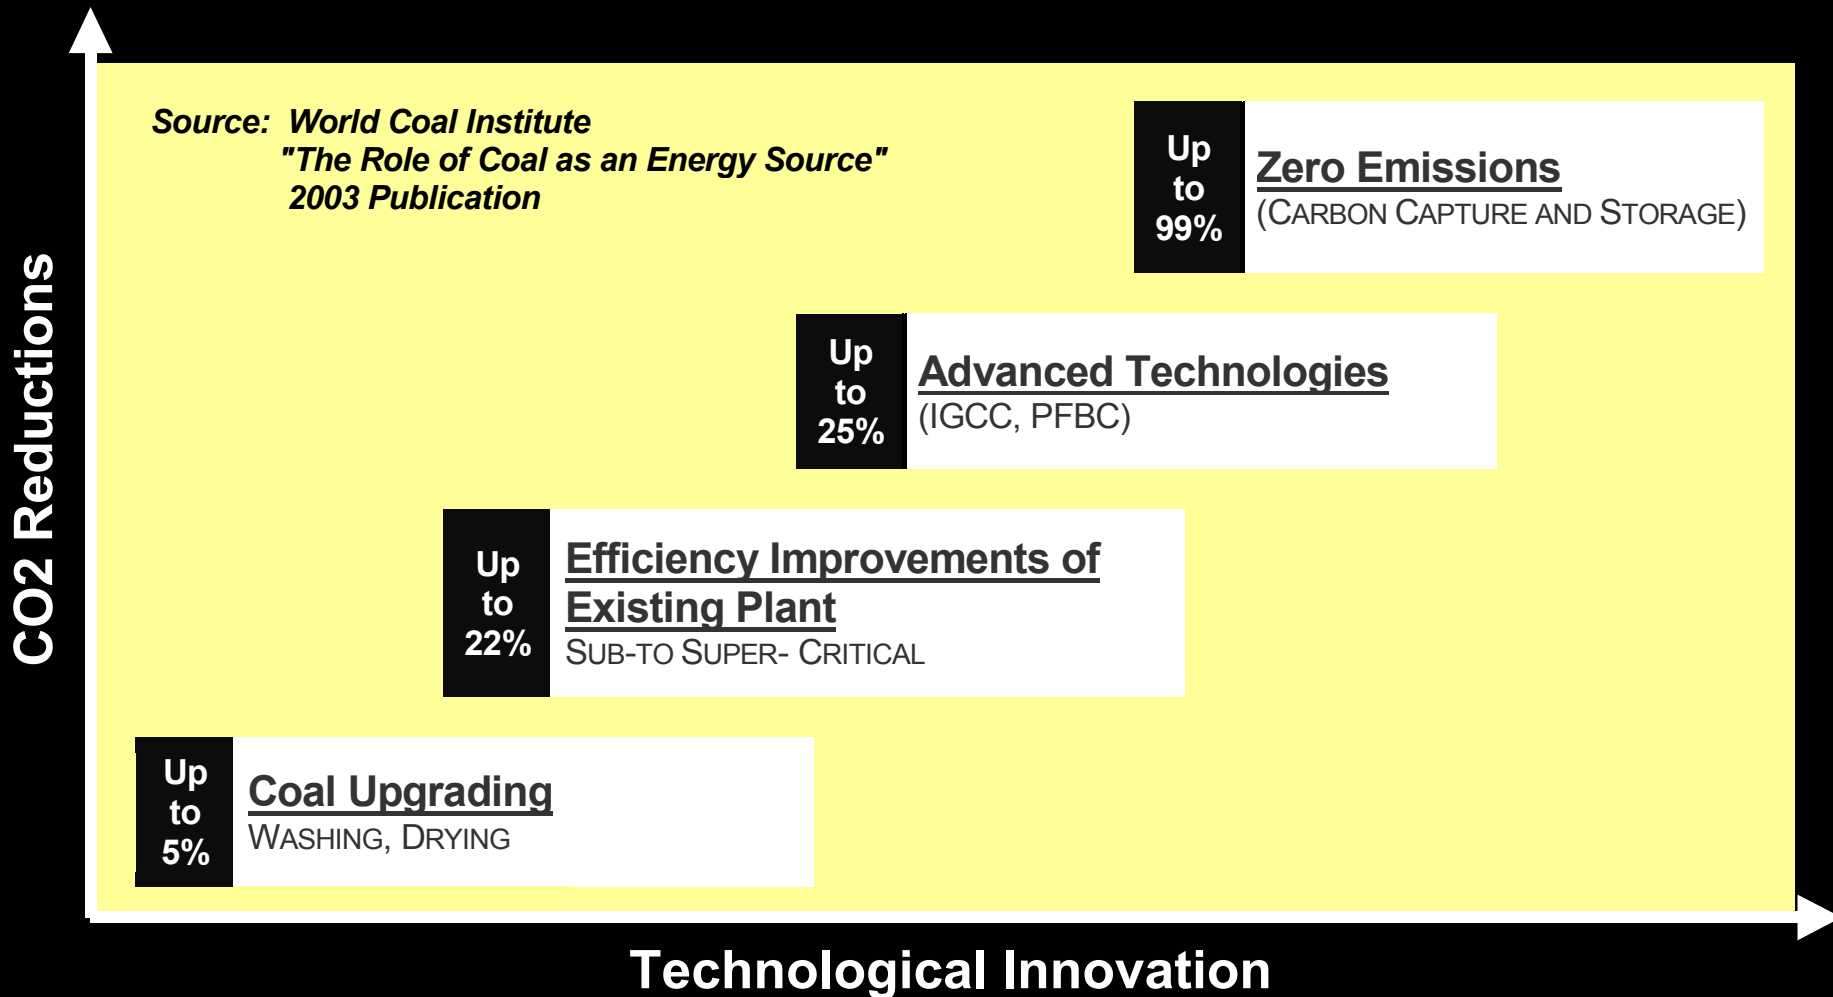 Source: World Coal Institute
"The Role of Coal as an Energy Source"
2003 Publication
Up
to
99%
Zero Emissions
(CARBON CAPTURE AND STORAGE)
Up
to
25%
Advanced Technologies
(IGCC, PFBC)
Up
to
22%
Efficiency Improvements of
Existing Plant
SUB-TO SUPER- CRITICAL
Up
to
5%
Coal Upgrading
WASHING, DRYING
CO2 Reductions
Technological Innovation